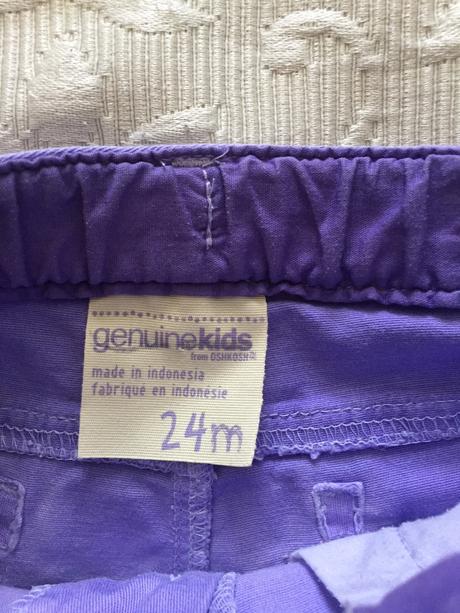 genuinekids
from OSHKOSH
made in indonesia
fabriqué en indonésie
24m